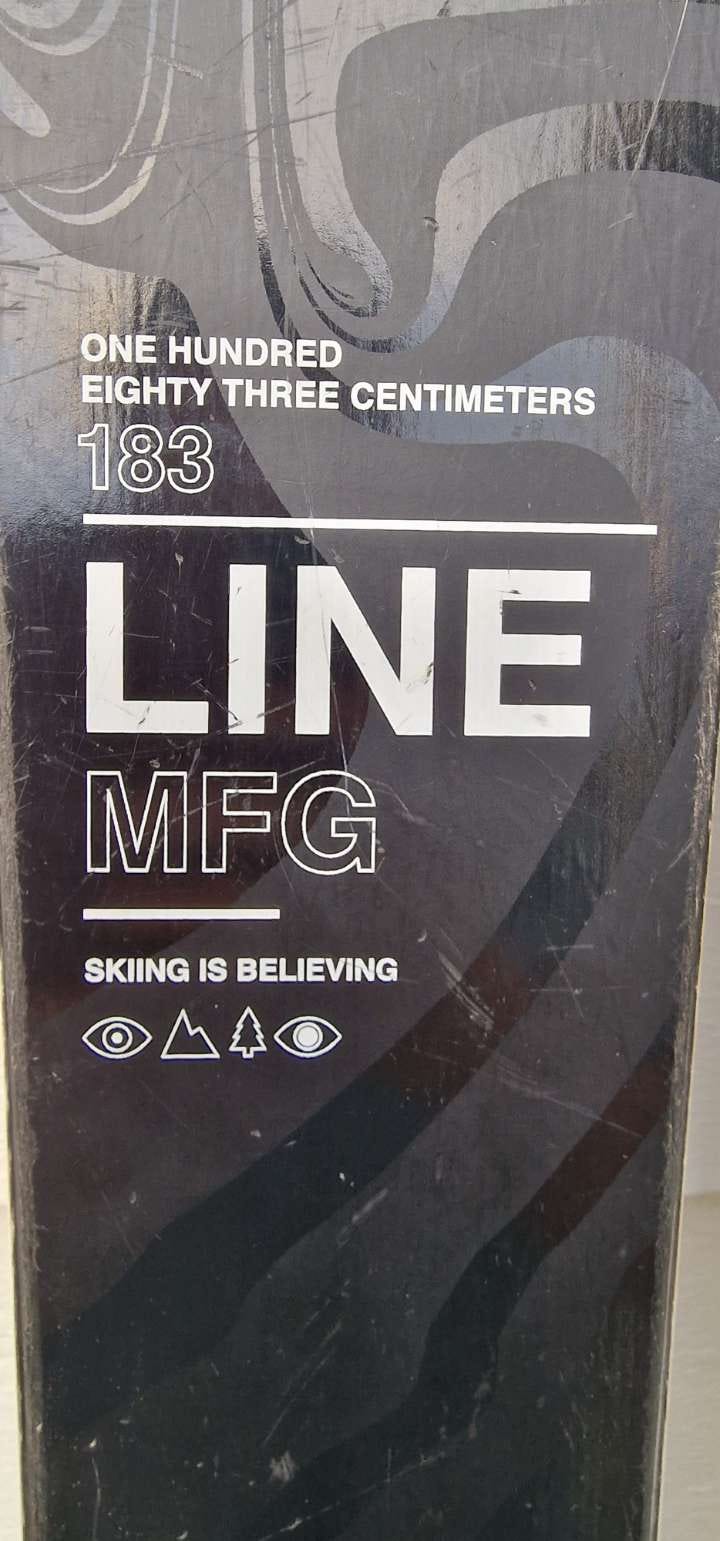 ONE HUNDRED
EIGHTY THREE CENTIMETERS
183
LINE
MFG
SKIING IS BELIEVING